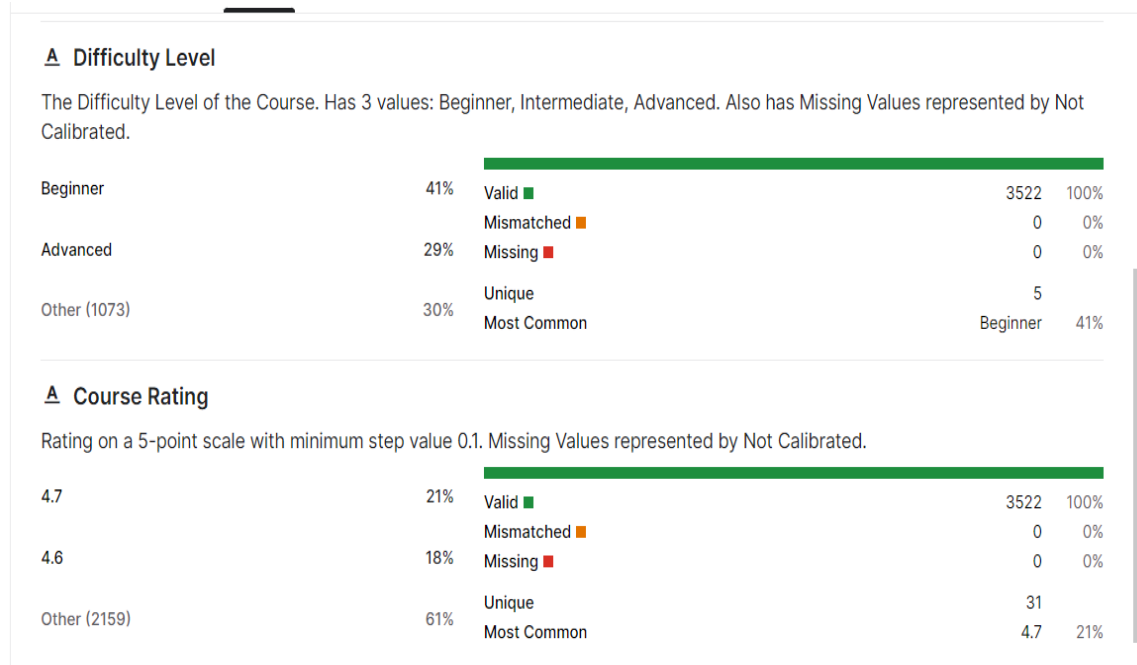 A Difficulty Level
The Difficulty Level of the Course. Has 3 values: Beginner, Intermediate, Advanced. Also has Missing Values represented by Not
Calibrated.
Beginner 41%
Advanced 29%
Other (1073) 30%
Valid 3522 100%
Mismatched 0 0%
Missing 0 0%
Unique 5
Most Common Beginner 41%
A Course Rating
Rating on a 5-point scale with minimum step value 0.1. Missing Values represented by Not Calibrated.
4.7 21%
4.6 18%
Other (2159) 61%
Valid 3522 100%
Mismatched 0 0%
Missing 0 0%
Unique 31
Most Common 4.7 21%